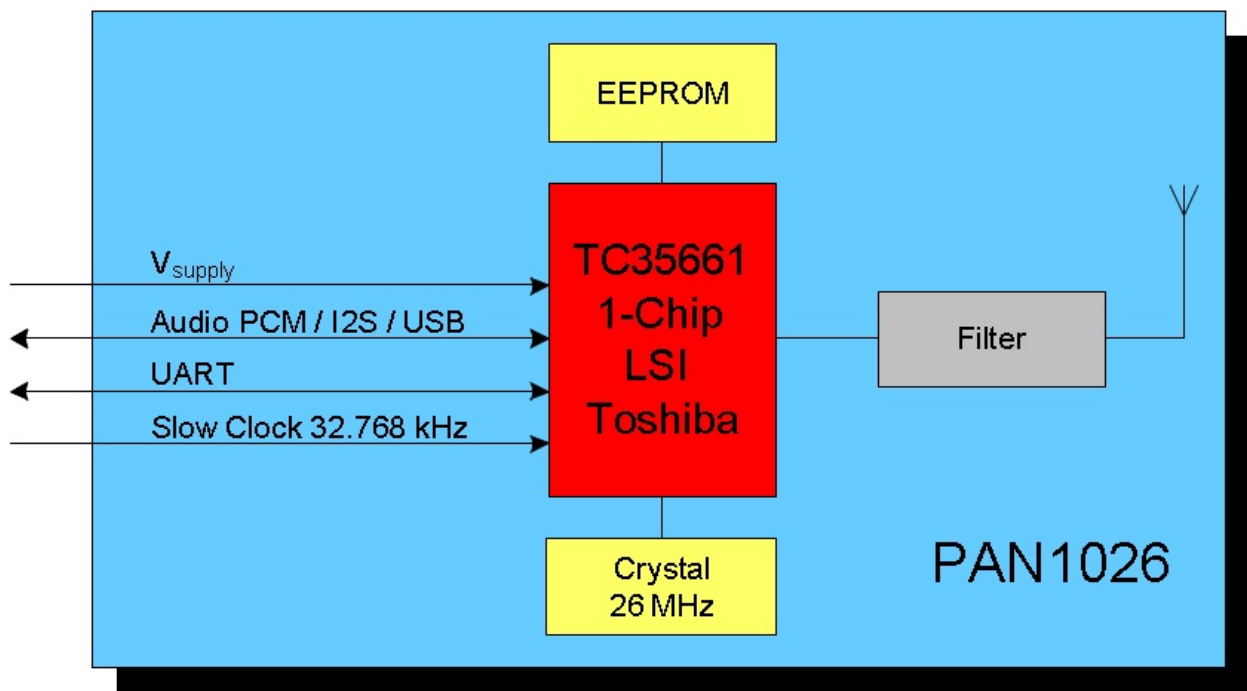 EEPROM
TC35661
1-Chip
LSI
Toshiba
Vsupply
Audio PCM / I2S / USB
UART
Slow Clock 32.768 kHz
Filter
Crystal
26 MHz
PAN1026